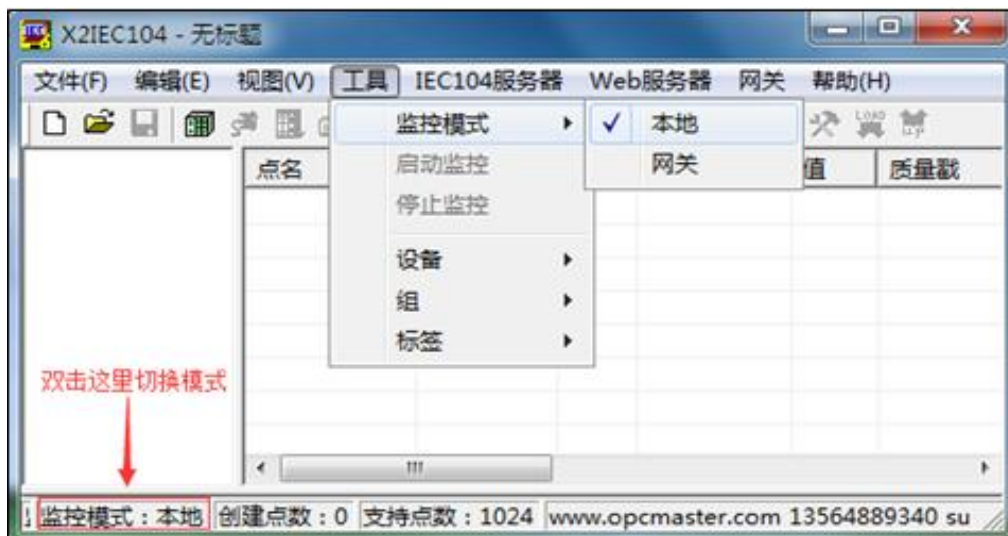 X2IEC104 - 无标题
文件(F) 编辑(E) 视图(V) 工具 IEC104服务器 Web服务器 网关 帮助(H)
监控模式 本地
点名 启动监控 网关 值 质量戳
停止监控
设备
组
标签
双击这里切换模式
监控模式：本地 创建点数：0 支持点数：1024 www.opcmaster.com 13564889340 su